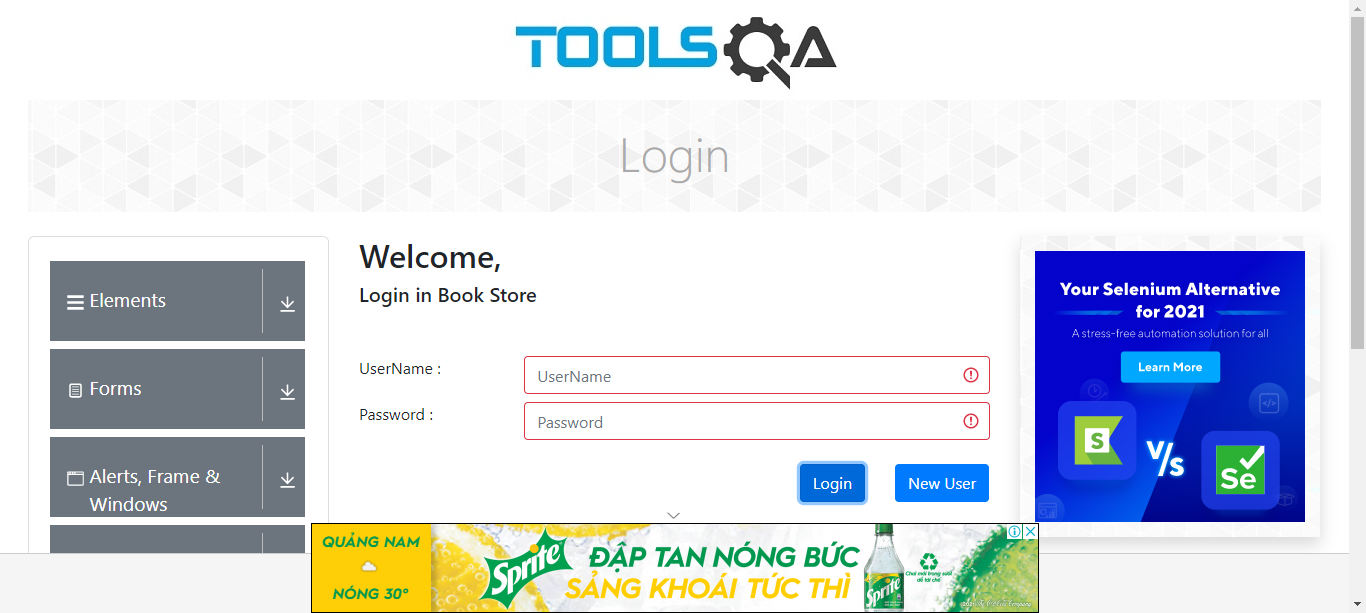 TOOLSQA
Login
Elements
Forms
Alerts, Frame &
Windows
Welcome,
Login in Book Store
UserName :
UserName
Password :
Password
Login
New User
Your Selenium Alternative
for 2021
A stress-free automation solution for all
Learn More
S
V/s
Se
QUẢNG NAM
NÓNG 30°
Sprite
ĐẬP TAN NÓNG BỨC
SẢNG KHOÁI TỨC THÌ
Sprite